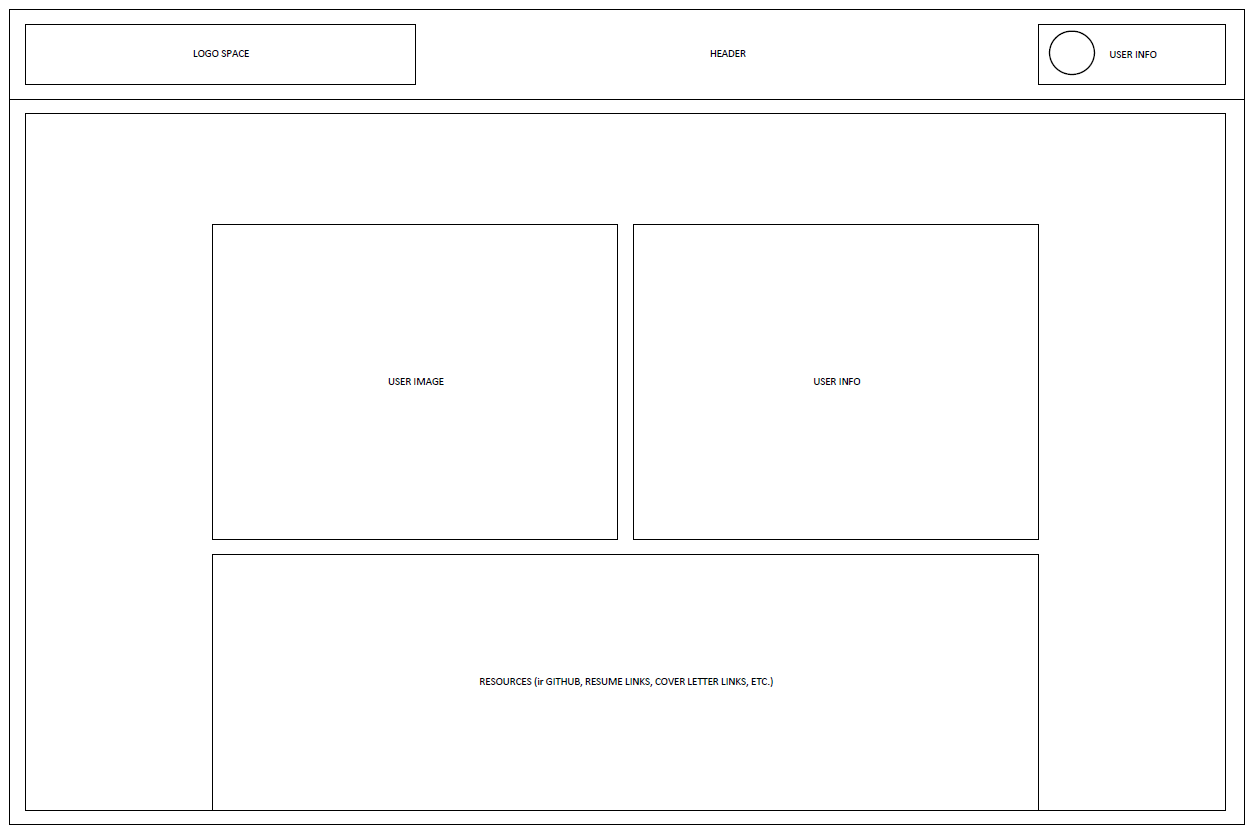 LOGO SPACE
HEADER
USER INFO
USER IMAGE
USER INFO
RESOURCES (ir GITHUB, RESUME LINKS, COVER LETTER LINKS, ETC.)